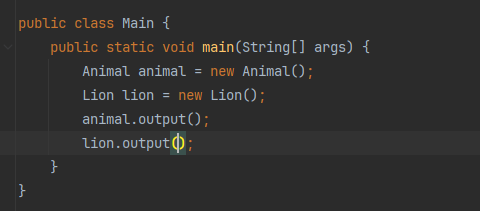 public class Main {
    public static void main(String[] args) {
        Animal animal = new Animal();
        Lion lion = new Lion();
        animal.output();
        lion.output();
    }
}